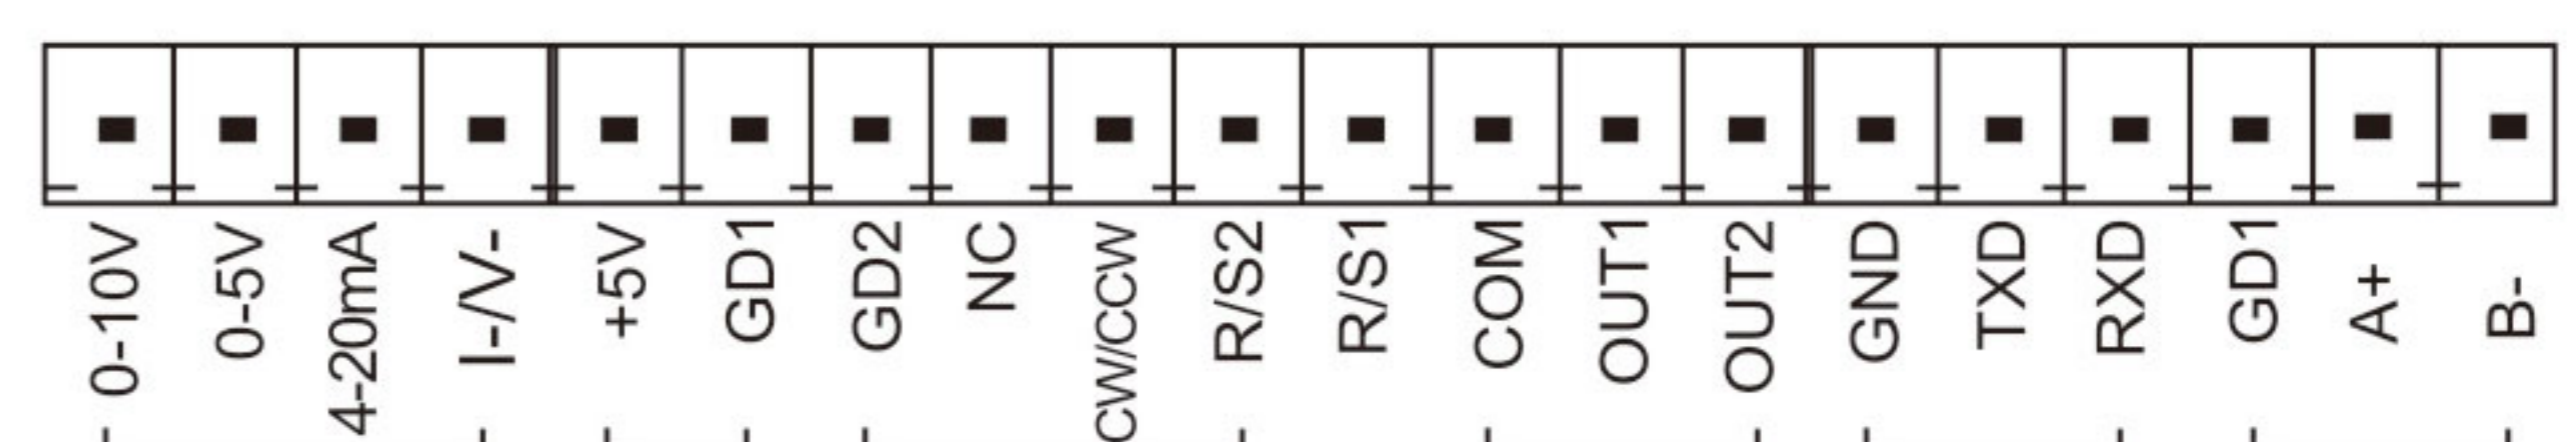 0-10V
0-5V
4-20mA
I-/V-
+5V
GD1
GD2
NC
CW/CCW
R/S2
R/S1
COM
OUT1
OUT2
GND
TXD
RXD
GD1
A+
B-